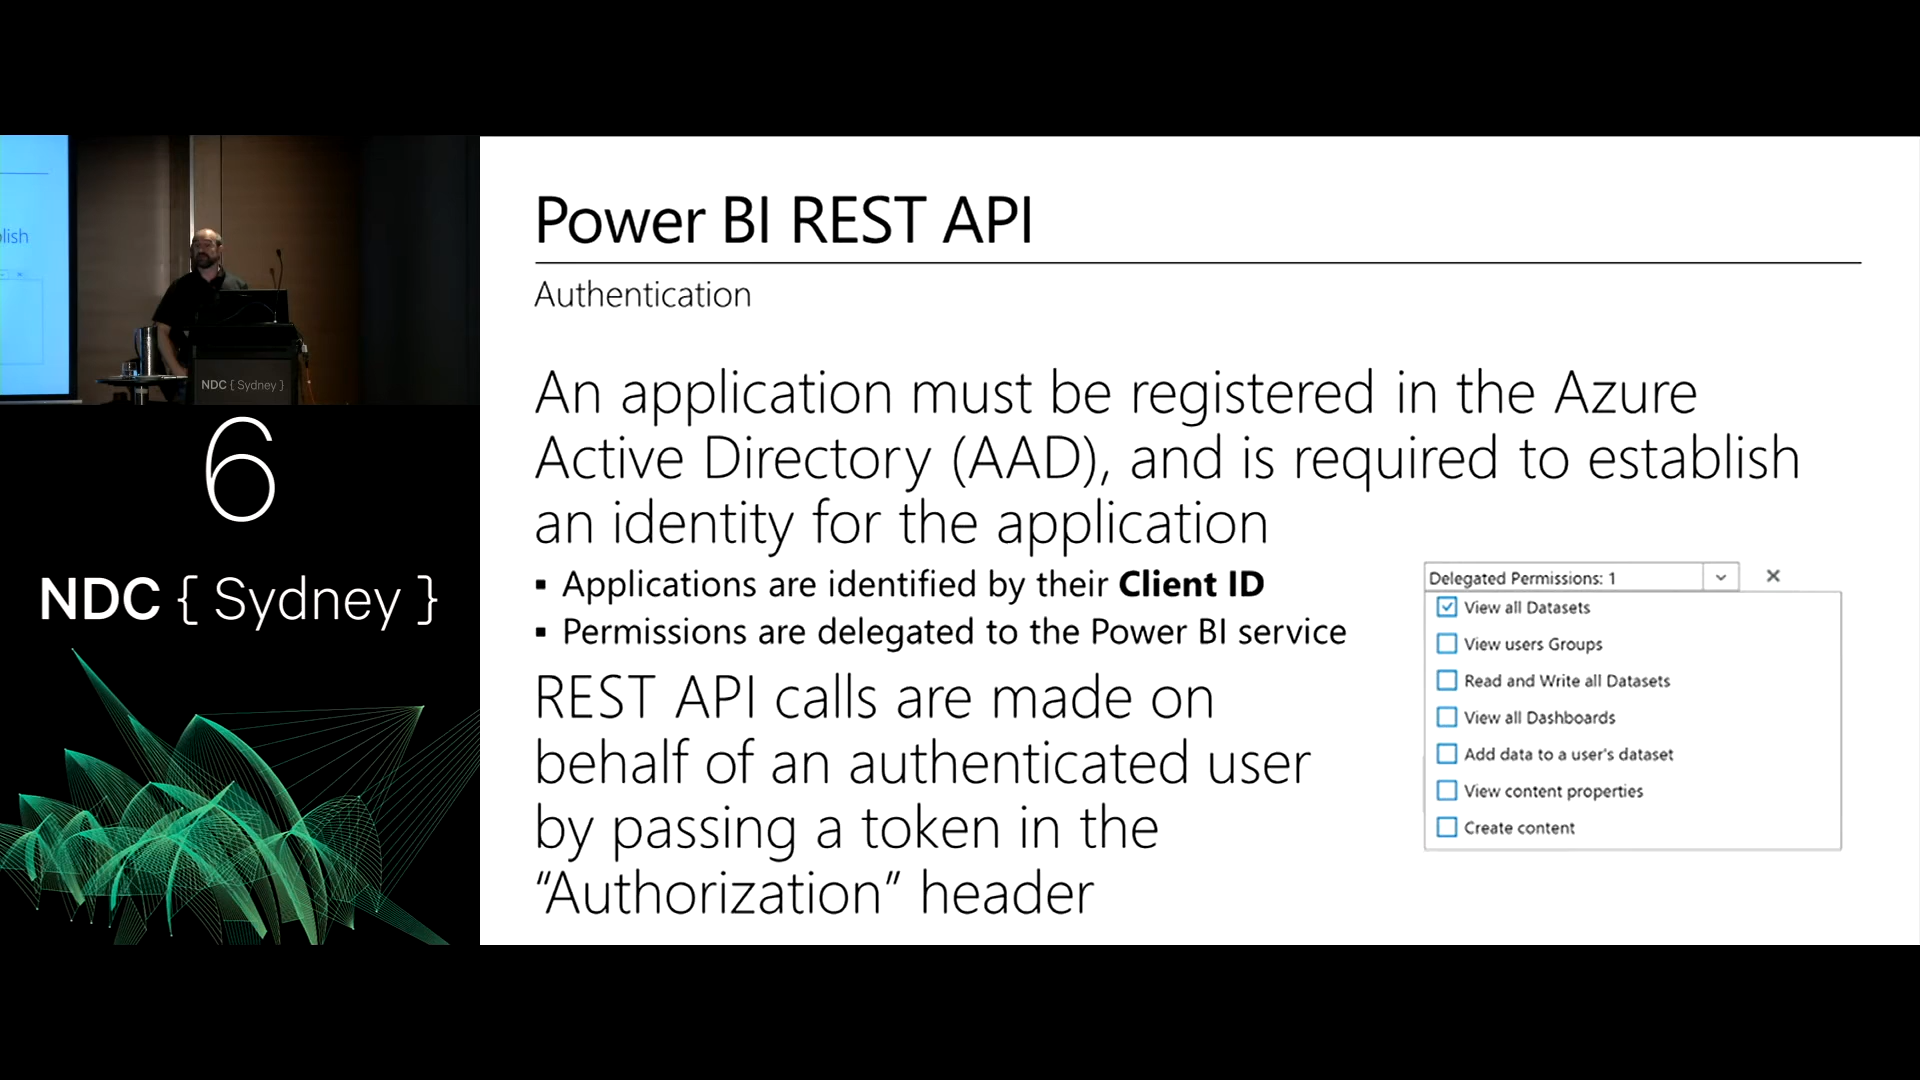 lish
NDC { Sydney }
6
NDC { Sydney }
Power BI REST API
Authentication
An application must be registered in the Azure
Active Directory (AAD), and is required to establish
an identity for the application
▪ Applications are identified by their Client ID
▪ Permissions are delegated to the Power BI service
REST API calls are made on
behalf of an authenticated user
by passing a token in the
“Authorization” header
Delegated Permissions: 1
View all Datasets
View users Groups
Read and Write all Datasets
View all Dashboards
Add data to a user's dataset
View content properties
Create content